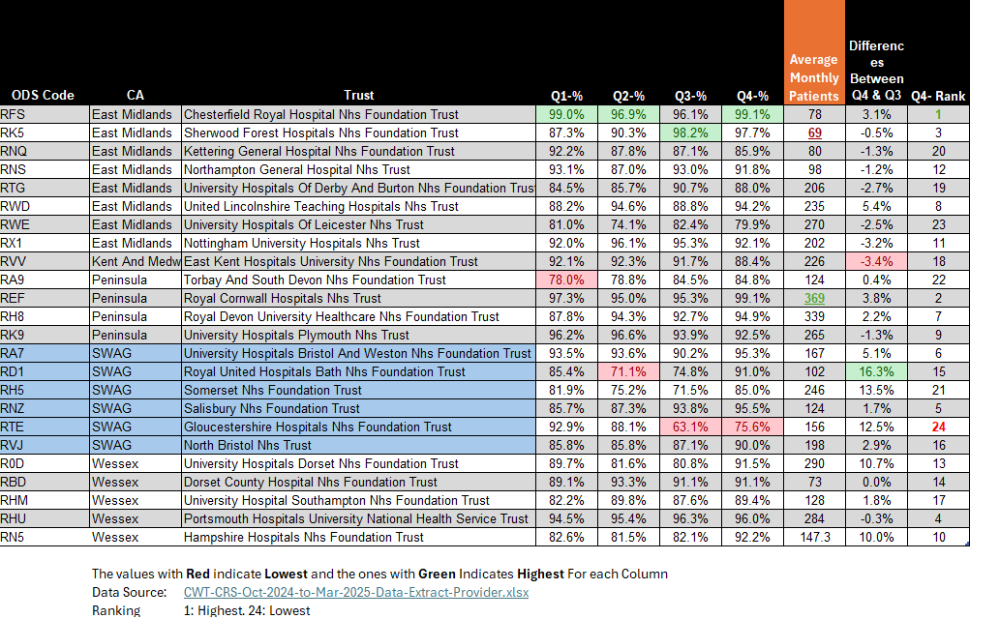 ODS Code CA Trust Q1-% Q2-% Q3-% Q4-% Average Monthly Patients Differenc es Between Q4 & Q3 Q4- Rank
RFS East Midlands Chesterfield Royal Hospital Nhs Foundation Trust 99.0% 96.9% 96.1% 99.1% 78 3.1% 1
RK5 East Midlands Sherwood Forest Hospitals Nhs Foundation Trust 87.3% 90.3% 98.2% 97.7% 69 -0.5% 3
RNQ East Midlands Kettering General Hospital Nhs Foundation Trust 92.2% 87.8% 87.1% 85.9% 80 -1.3% 20
RNS East Midlands Northampton General Hospital Nhs Trust 93.1% 87.0% 93.0% 91.8% 98 -1.2% 12
RTG East Midlands University Hospitals Of Derby And Burton Nhs Foundation Trus 84.5% 85.7% 90.7% 88.0% 206 -2.7% 19
RWD East Midlands United Lincolnshire Teaching Hospitals Nhs Trust 88.2% 94.6% 88.8% 94.2% 235 5.4% 8
RWE East Midlands University Hospitals Of Leicester Nhs Trust 81.0% 74.1% 82.4% 79.9% 270 -2.5% 23
RX1 East Midlands Nottingham University Hospitals Nhs Trust 92.0% 96.1% 95.3% 92.1% 202 -3.2% 11
RVV Kent And Medw East Kent Hospitals University Nhs Foundation Trust 92.1% 92.3% 91.7% 88.4% 226 -3.4% 18
RA9 Peninsula Torbay And South Devon Nhs Foundation Trust 78.0% 78.8% 84.5% 84.8% 124 0.4% 22
REF Peninsula Royal Cornwall Hospitals Nhs Trust 97.3% 95.0% 95.3% 99.1% 369 3.8% 2
RH8 Peninsula Royal Devon University Healthcare Nhs Foundation Trust 87.8% 94.3% 92.7% 94.9% 339 2.2% 7
RK9 Peninsula University Hospitals Plymouth Nhs Trust 96.2% 96.6% 93.9% 92.5% 265 -1.3% 9
RA7 SWAG University Hospitals Bristol And Weston Nhs Foundation Trust 93.5% 93.6% 90.2% 95.3% 167 5.1% 6
RD1 SWAG Royal United Hospitals Bath Nhs Foundation Trust 85.4% 71.1% 74.8% 91.0% 102 16.3% 15
RH5 SWAG Somerset Nhs Foundation Trust 81.9% 75.2% 71.5% 85.0% 246 13.5% 21
RNZ SWAG Salisbury Nhs Foundation Trust 85.7% 87.3% 93.8% 95.5% 124 1.7% 5
RTE SWAG Gloucestershire Hospitals Nhs Foundation Trust 92.9% 88.1% 63.1% 75.6% 156 12.5% 24
RVJ SWAG North Bristol Nhs Trust 85.8% 85.8% 87.1% 90.0% 198 2.9% 16
R0D Wessex University Hospitals Dorset Nhs Foundation Trust 89.7% 81.6% 80.8% 91.5% 290 10.7% 13
RBD Wessex Dorset County Hospital Nhs Foundation Trust 89.1% 93.3% 91.1% 91.1% 73 0.0% 14
RHM Wessex University Hospital Southampton Nhs Foundation Trust 82.2% 89.8% 87.6% 89.4% 128 1.8% 17
RHU Wessex Portsmouth Hospitals University National Health Service Trust 94.5% 95.4% 96.3% 96.0% 284 -0.3% 4
RN5 Wessex Hampshire Hospitals Nhs Foundation Trust 82.6% 81.5% 82.1% 92.2% 147.3 10.0% 10
The values with Red indicate Lowest and the ones with Green Indicates Highest For each Column
Data Source: CWT-CRS-Oct-2024-to-Mar-2025-Data-Extract-Provider.xlsx
Ranking 1: Highest. 24: Lowest